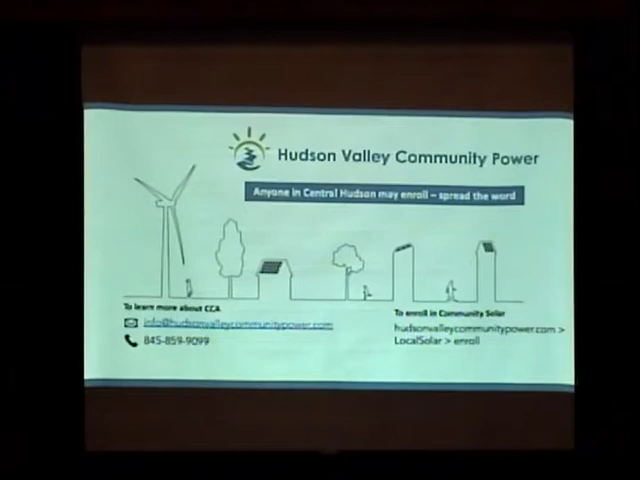 Hudson Valley Community Power
Anyone in Central Hudson may enroll – spread the word
To learn more about CCA
info@hudsonvalleycommunitypower.com
845-859-9099
To enroll in Community Solar
hudsonvalleycommunitypower.com >
LocalSolar > enroll